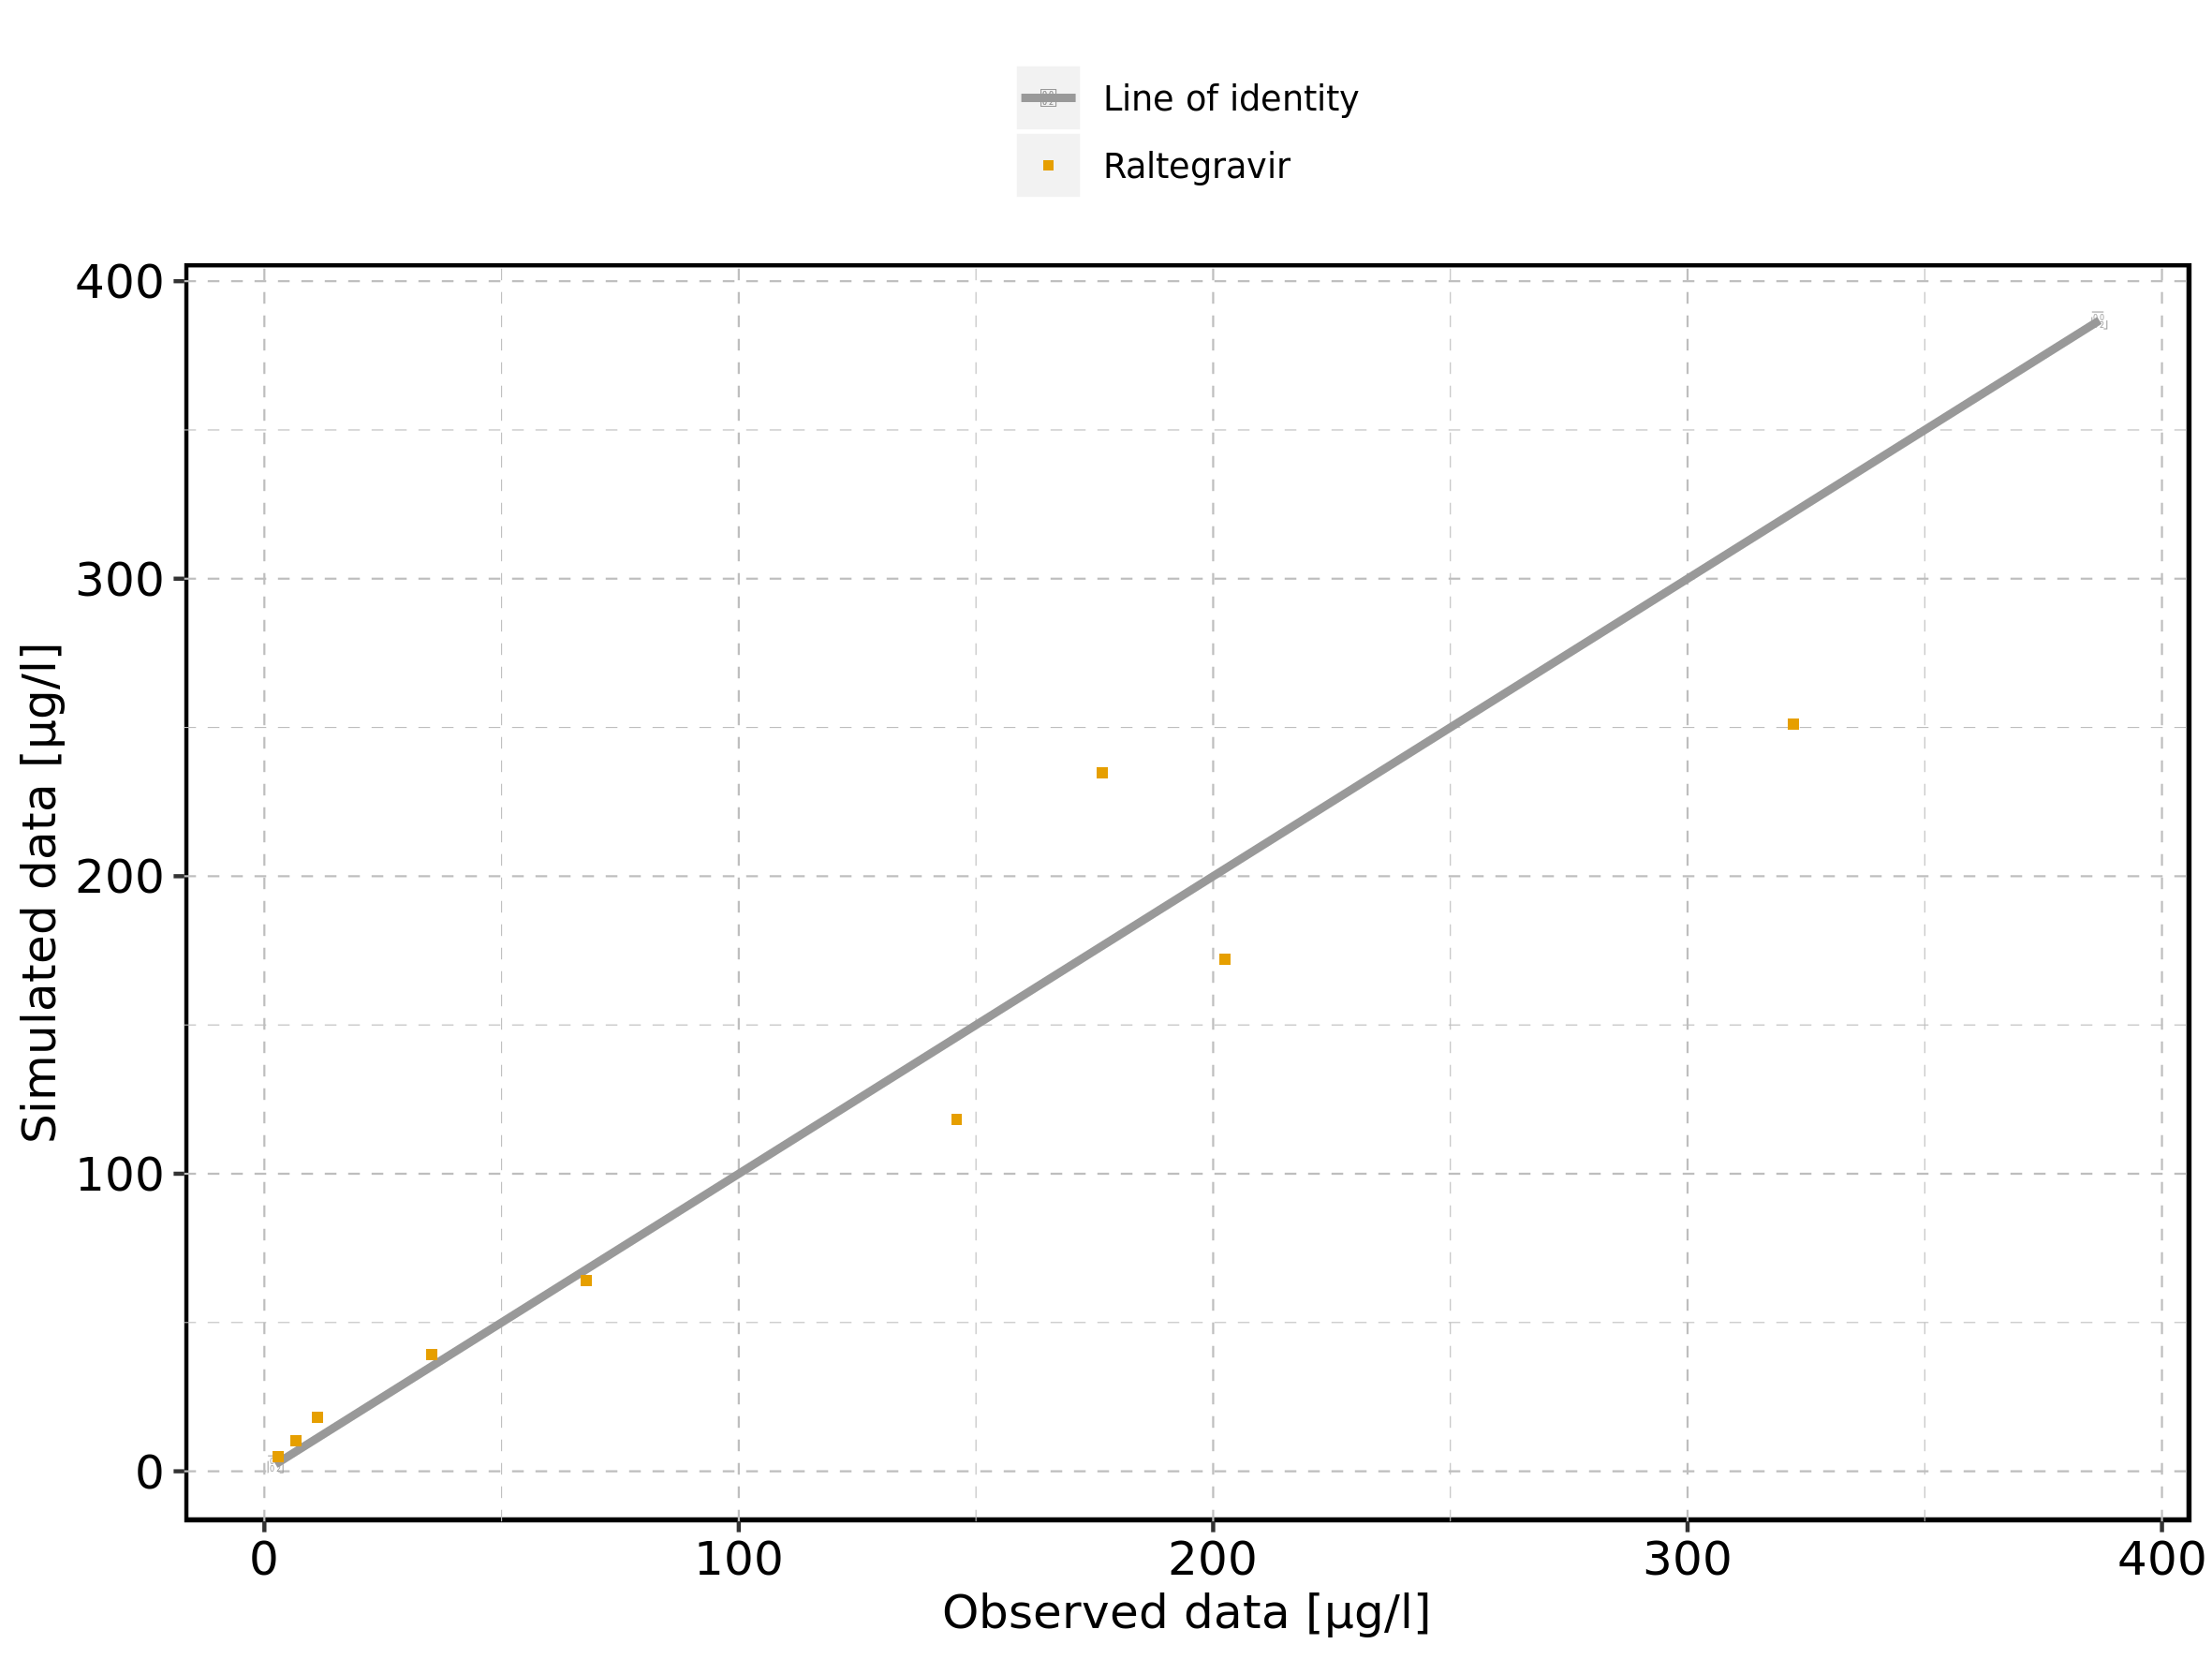 Line of identity
Raltegravir
400
300
200
100
0
Simulated data [µg/l]
0 100 200 300 400
Observed data [µg/l]